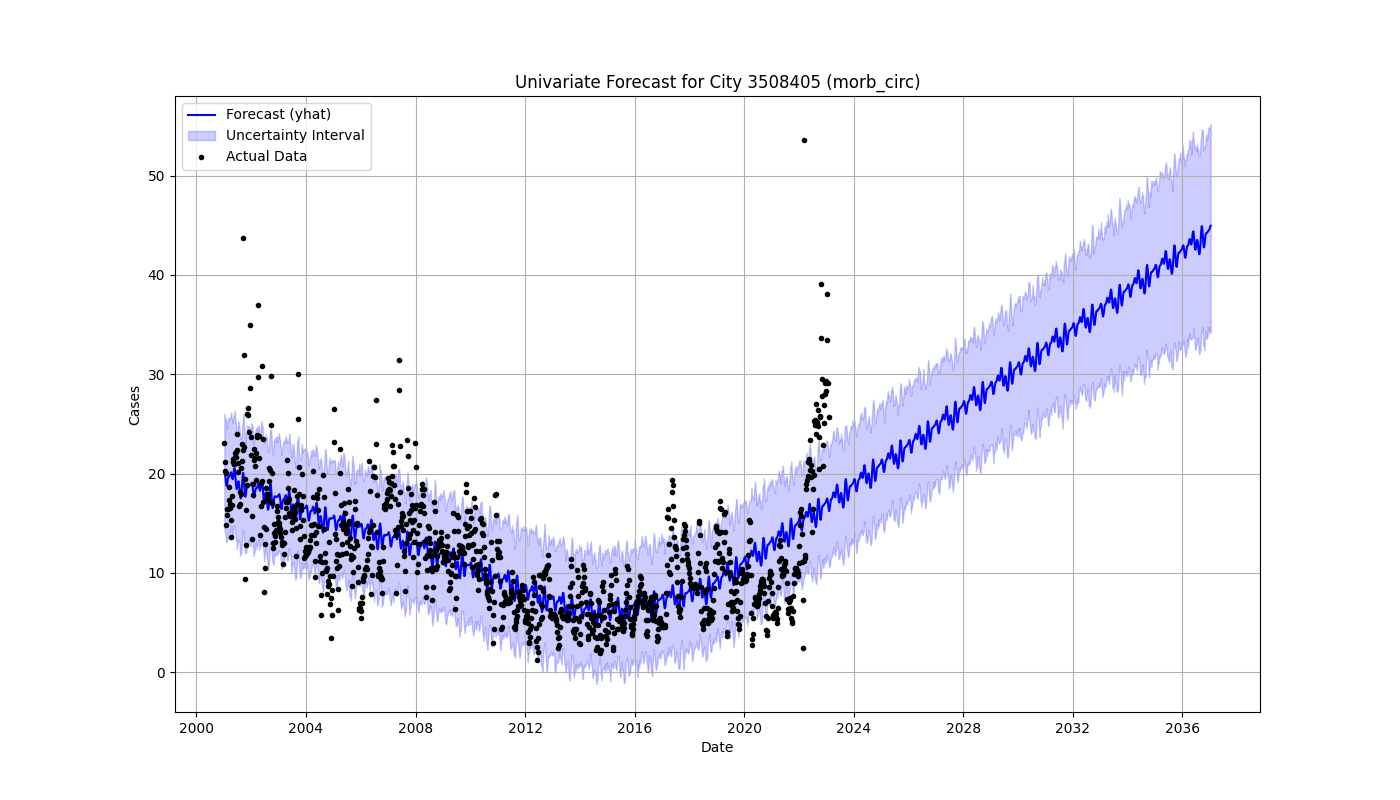 Univariate Forecast for City 3508405 (morb_circ)
Forecast (yhat)
Uncertainty Interval
Actual Data
50
40
30
20
10
0
Cases
2000 2004 2008 2012 2016 2020 2024 2028 2032 2036
Date